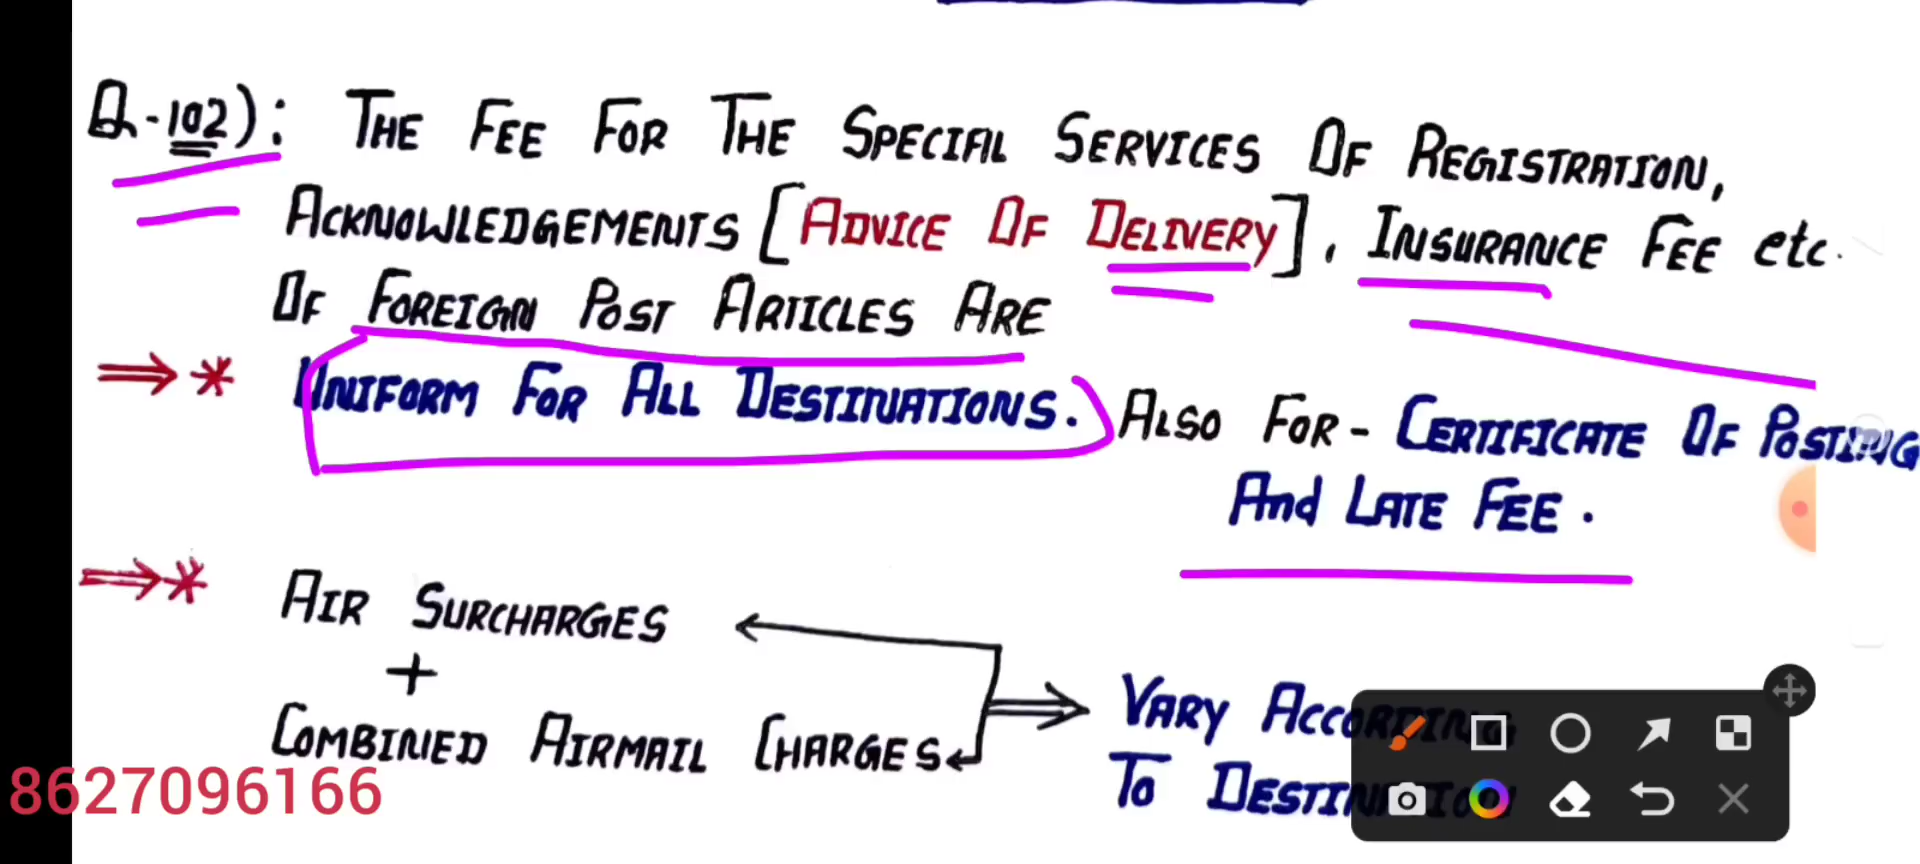 Q-102): THE FEE FOR THE SPECIAL SERVICES OF REGISTRATION,
ACKNOWLEDGEMENTS [ADVICE OF DELIVERY], INSURANCE FEE etc.
OF FOREIGN POST ARTICLES ARE
⇒* UNIFORM FOR ALL DESTINATIONS. ALSO FOR - CERTIFICATE OF POSTING
And LATE FEE.
⇒* AIR SURCHARGES
+
COMBINED AIRMAIL CHARGES
⇒ VARY ACCORDING
TO DESTINATION
8627096166